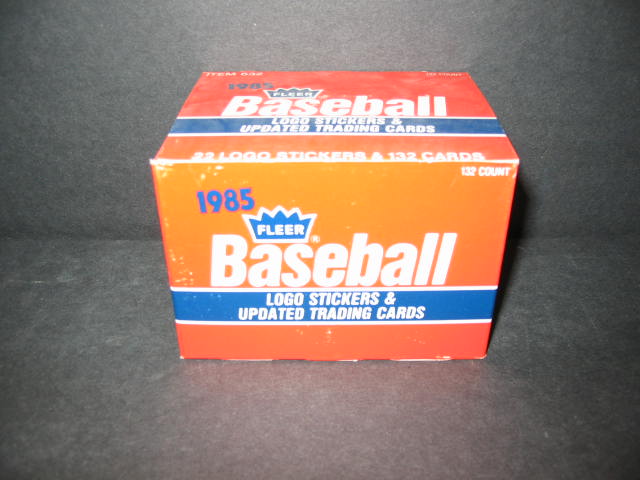 ITEM 632
132 COUNT
1985
FLEER
Baseball
LOGO STICKERS &
UPDATED TRADING CARDS
22 LOGO STICKERS & 132 CARDS
132 COUNT
1985
FLEER®
Baseball
LOGO STICKERS &
UPDATED TRADING CARDS